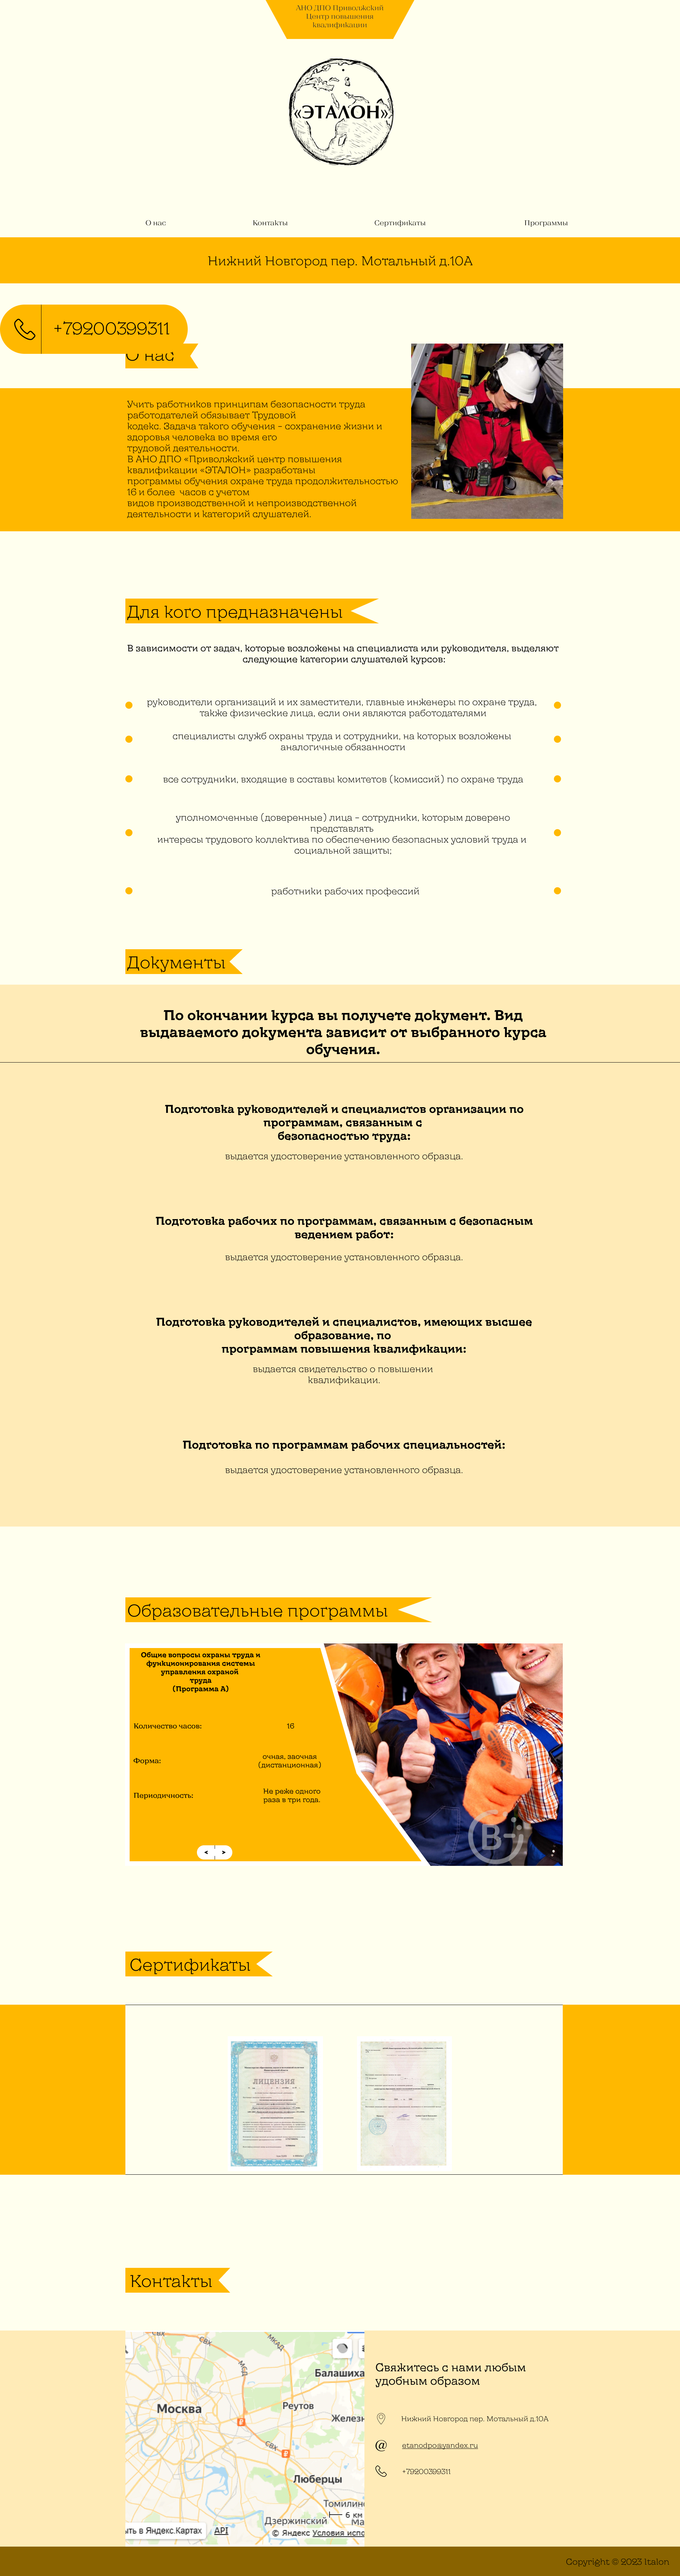 АНО ДПО Приволжский
Центр повышения
квалификации
«ЭТАЛОН»
О нас
Контакты
Сертификаты
Программы
Нижний Новгород пер. Мотальный д.10А
+79200399311
О нас
Учить работников принципам безопасности труда
работодателей обязывает Трудовой
кодекс. Задача такого обучения – сохранение жизни и
здоровья человека во время его
трудовой деятельности.
В АНО ДПО «Приволжский центр повышения
квалификации «ЭТАЛОН» разработаны
программы обучения охране труда продолжительностью
16 и более часов с учетом
видов производственной и непроизводственной
деятельности и категорий слушателей.
Для кого предназначены
В зависимости от задач, которые возложены на специалиста или руководителя, выделяют
следующие категории слушателей курсов:
руководители организаций и их заместители, главные инженеры по охране труда,
также физические лица, если они являются работодателями
специалисты служб охраны труда и сотрудники, на которых возложены
аналогичные обязанности
все сотрудники, входящие в составы комитетов (комиссий) по охране труда
уполномоченные (доверенные) лица – сотрудники, которым доверено
представлять
интересы трудового коллектива по обеспечению безопасных условий труда и
социальной защиты;
работники рабочих профессий
Документы
По окончании курса вы получете документ. Вид
выдаваемого документа зависит от выбранного курса
обучения.
Подготовка руководителей и специалистов организации по
программам, связанным с
безопасностью труда:
выдается удостоверение установленного образца.
Подготовка рабочих по программам, связанным с безопасным
ведением работ:
выдается удостоверение установленного образца.
Подготовка руководителей и специалистов, имеющих высшее
образование, по
программам повышения квалификации:
выдается свидетельство о повышении
квалификации.
Подготовка по программам рабочих специальностей:
выдается удостоверение установленного образца.
Образовательные программы
Общие вопросы охраны труда и
функционирования системы
управления охраной
труда
(Программа А)
Количество часов:
16
Форма:
очная, заочная
(дистанционная)
Периодичность:
Не реже одного
раза в три года.
< >
B-
Сертификаты
ЛИЦЕНЗИЯ
Контакты
СВХ
СВХ
МКАД
МСД
Балашиха
Москва
Реутов
Железн
СВХ
Люберцы
Томилин
6 км
Дзержинский
Ма
ыть в Яндекс.Картах
API
© Яндекс Условия испо
Свяжитесь с нами любым
удобным образом
Нижний Новгород пер. Мотальный д.10А
@ etanodpo@yandex.ru
+79200399311
Copyright © 2023 Italon